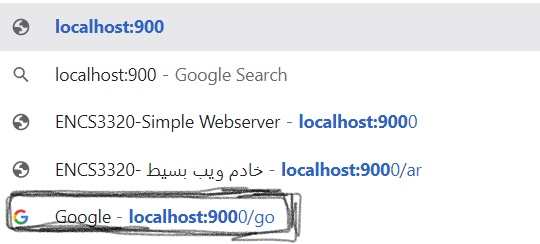 localhost:900
localhost:900 - Google Search
ENCS3320-Simple Webserver - localhost:9000
ENCS3320- خادم ويب بسيط - localhost:9000/ar
Google - localhost:9000/go